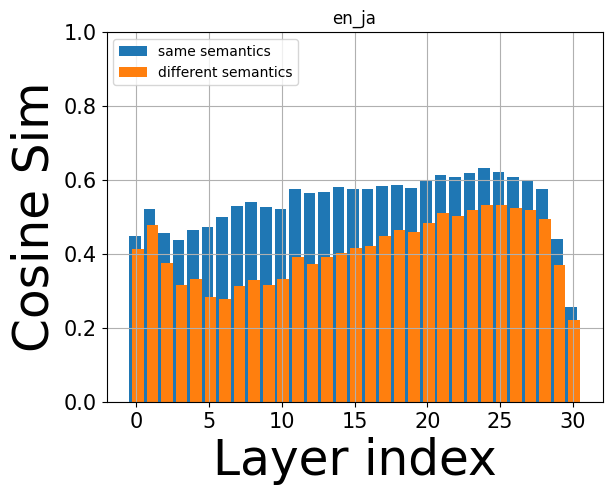 en_ja
same semantics
different semantics
1.0
0.8
0.6
0.4
0.2
0.0
Cosine Sim
0 5 10 15 20 25 30
Layer index